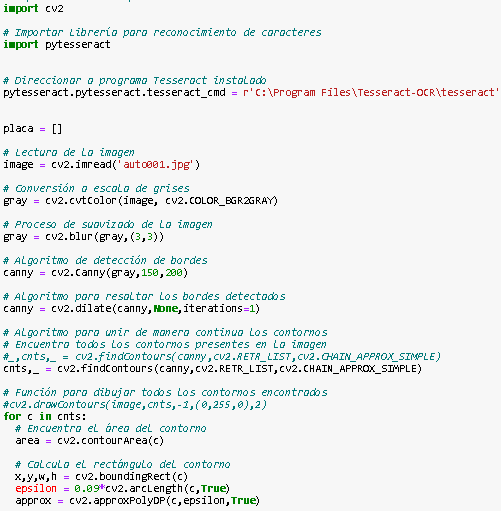 import cv2
# Importar Librería para reconocimiento de caracteres
import pytesseract
# Direccionar a programa Tesseract instalado
pytesseract.pytesseract.tesseract_cmd = r'C:\Program Files\Tesseract-OCR\tesseract'
placa = []
# Lectura de la imagen
image = cv2.imread('auto001.jpg')
# Conversión a escala de grises
gray = cv2.cvtColor(image, cv2.COLOR_BGR2GRAY)
# Proceso de suavizado de la imagen
gray = cv2.blur(gray,(3,3))
# Algoritmo de detección de bordes
canny = cv2.Canny(gray,150,200)
# Algoritmo para resaltar los bordes detectados
canny = cv2.dilate(canny,None,iterations=1)
# Algoritmo para unir de manera continua los contornos
# Encuentra todos los contornos presentes en la imagen
#_,cnts,_ = cv2.findContours(canny,cv2.RETR_LIST,cv2.CHAIN_APPROX_SIMPLE)
cnts,_ = cv2.findContours(canny,cv2.RETR_LIST,cv2.CHAIN_APPROX_SIMPLE)
# Función para dibujar todos los contornos encontrados
#cv2.drawContours(image,cnts,-1,(0,255,0),2)
for c in cnts:
# Encuentra el área del contorno
area = cv2.contourArea(c)
# Calcula el rectángulo del contorno
x,y,w,h = cv2.boundingRect(c)
epsilon = 0.09*cv2.arcLength(c,True)
approx = cv2.approxPolyDP(c,epsilon,True)